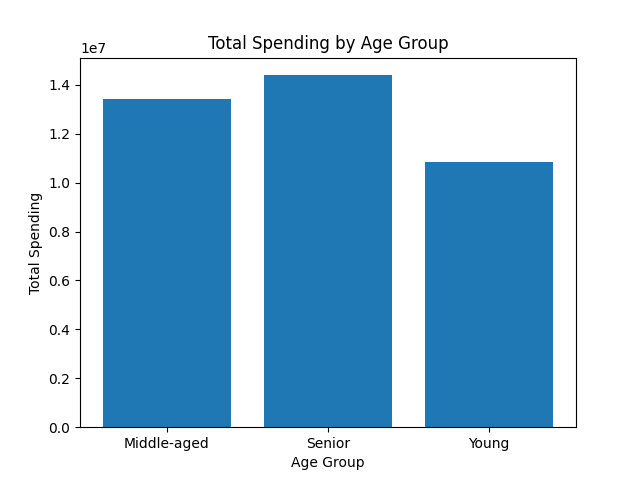 Total Spending by Age Group
1e7
1.4
1.2
1.0
0.8
0.6
0.4
0.2
0.0
Total Spending
Middle-aged Senior Young
Age Group